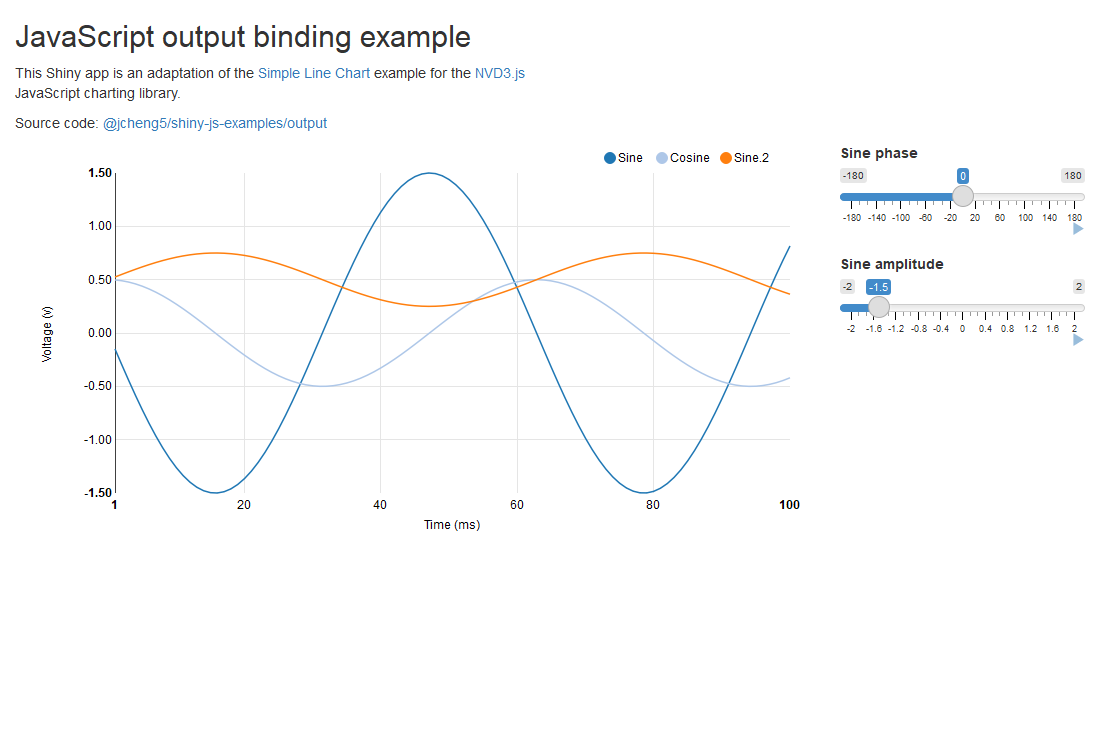 JavaScript output binding example
This Shiny app is an adaptation of the Simple Line Chart example for the NVD3.js
JavaScript charting library.
Source code: @jcheng5/shiny-js-examples/output
Sine Cosine Sine.2
1.50
1.00
0.50
0.00
-0.50
-1.00
-1.50
Voltage (v)
1 20 40 60 80 100
Time (ms)
Sine phase
-180 0 180
-180 -140 -100 -60 -20 20 60 100 140 180
Sine amplitude
-2 -1.5 2
-2 -1.6 -1.2 -0.8 -0.4 0 0.4 0.8 1.2 1.6 2